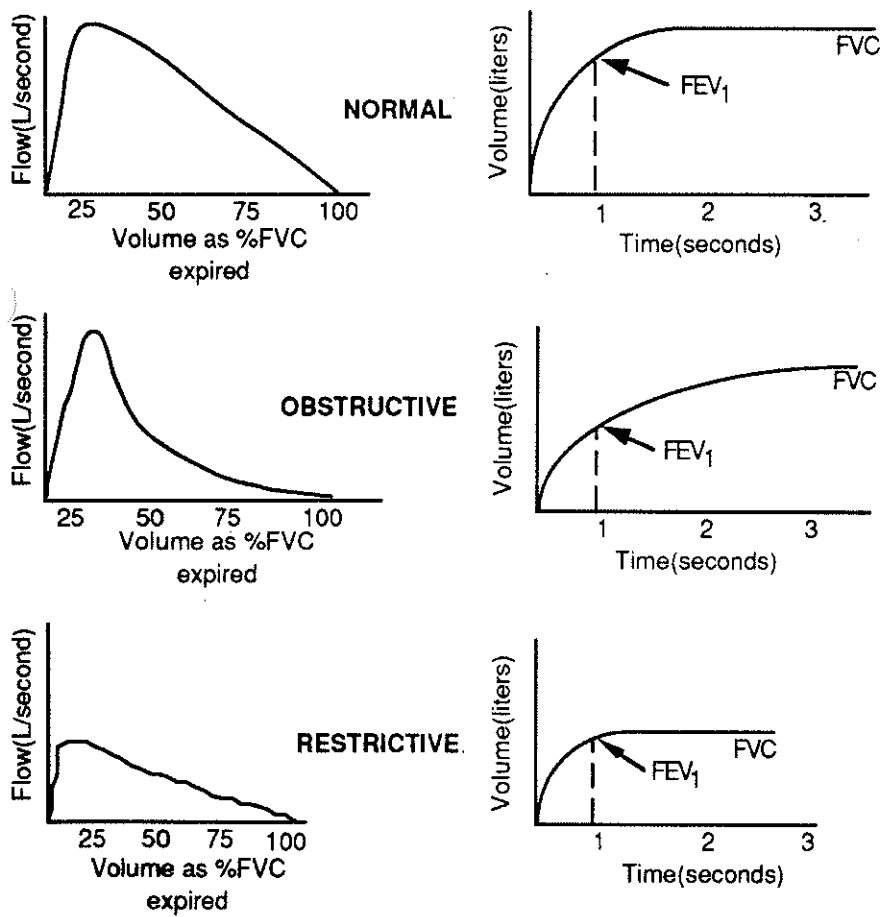 Flow(L/second)
25 50 75 100
Volume as %FVC
expired
NORMAL
Volume(liters)
FVC
FEV1
1 2 3
Time(seconds)
Flow(L/second)
25 50 75 100
Volume as %FVC
expired
OBSTRUCTIVE
Volume(liters)
FVC
FEV1
1 2 3
Time(seconds)
Flow(L/second)
25 50 75 100
Volume as %FVC
expired
RESTRICTIVE.
Volume(liters)
FVC
FEV1
1 2 3
Time(seconds)